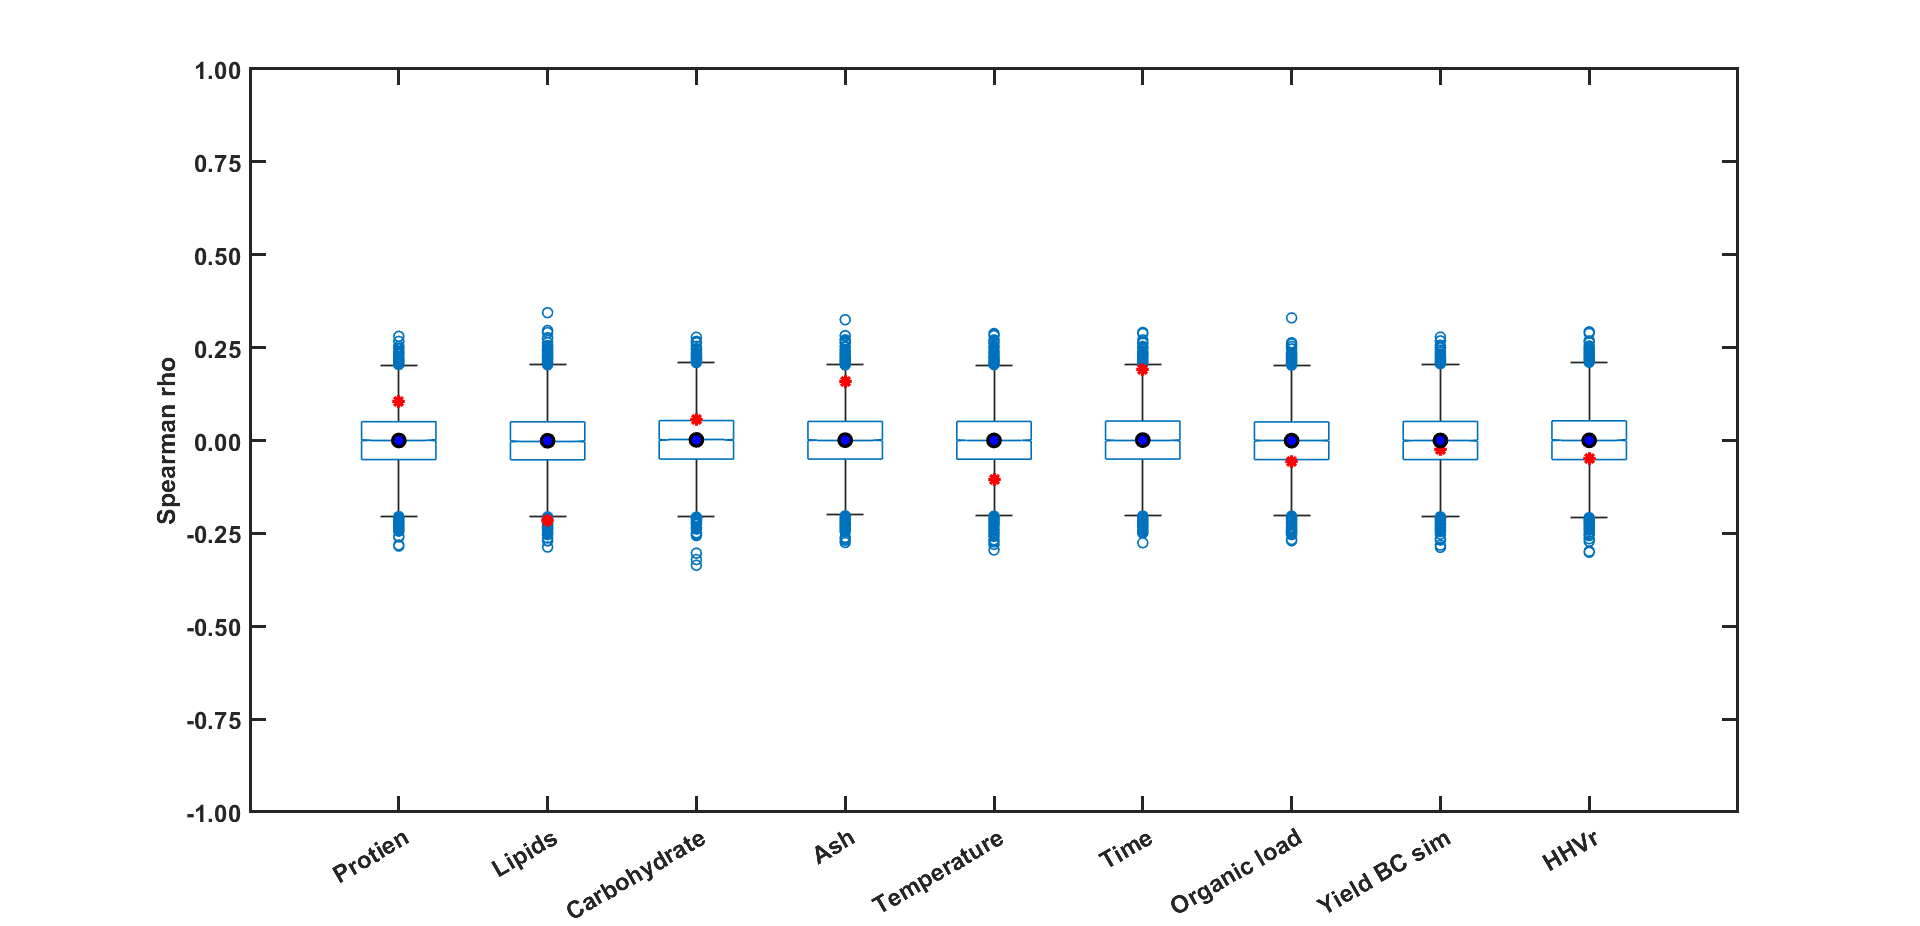 1.00
0.75
0.50
0.25
0.00
-0.25
-0.50
-0.75
-1.00
Spearman rho
Protien
Lipids
Carbohydrate
Ash
Temperature
Time
Organic load
Yield BC sim
HHVr